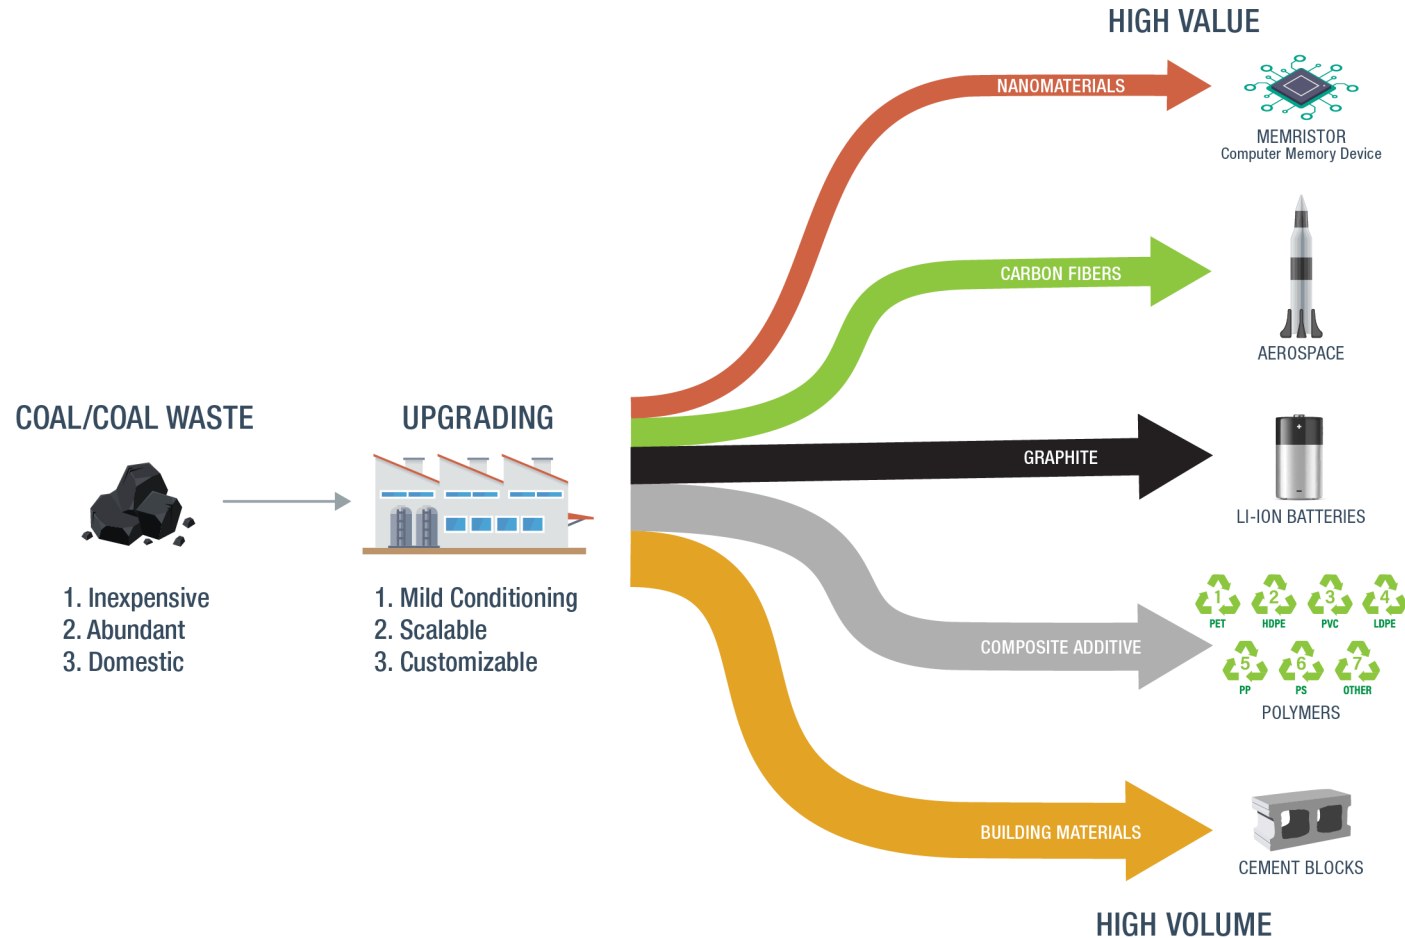 HIGH VALUE
NANOMATERIALS
MEMRISTOR
Computer Memory Device
CARBON FIBERS
AEROSPACE
COAL/COAL WASTE
UPGRADING
GRAPHITE
+
-
LI-ION BATTERIES
1. Inexpensive
2. Abundant
3. Domestic
1. Mild Conditioning
2. Scalable
3. Customizable
COMPOSITE ADDITIVE
1 2 3 4
PET HDPE PVC LDPE
5 6 7
PP PS OTHER
POLYMERS
BUILDING MATERIALS
CEMENT BLOCKS
HIGH VOLUME